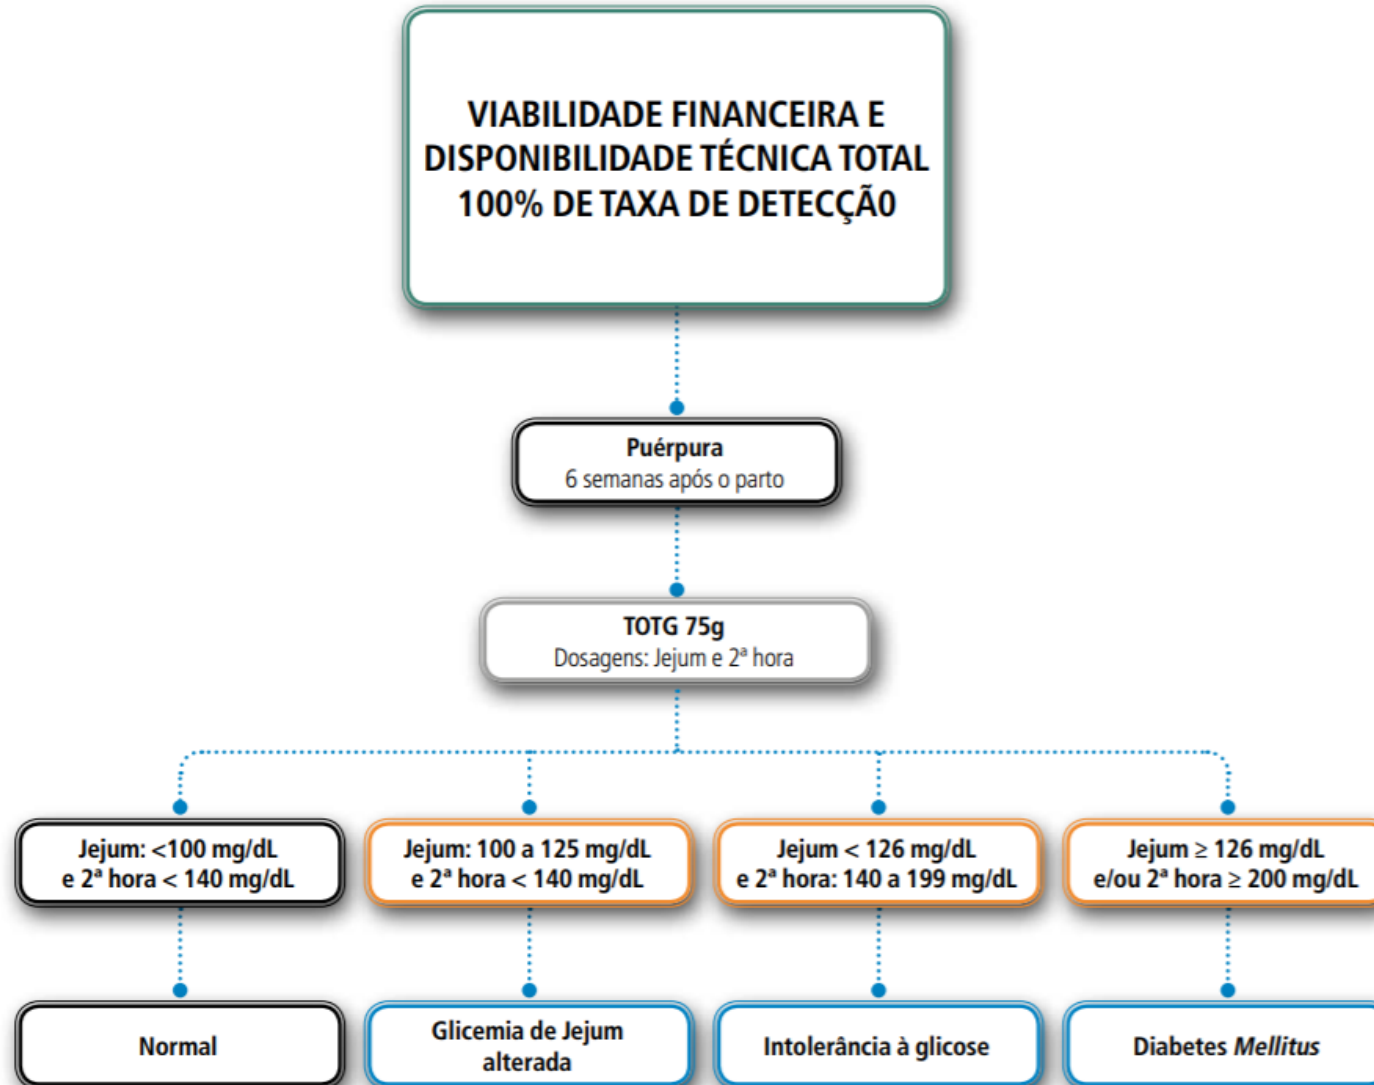 VIABILIDADE FINANCEIRA E
DISPONIBILIDADE TÉCNICA TOTAL
100% DE TAXA DE DETECÇÃ0
Puérpura
6 semanas após o parto
TOTG 75g
Dosagens: Jejum e 2ª hora
Jejum: <100 mg/dL
e 2ª hora < 140 mg/dL
Jejum: 100 a 125 mg/dL
e 2ª hora < 140 mg/dL
Jejum < 126 mg/dL
e 2ª hora: 140 a 199 mg/dL
Jejum ≥ 126 mg/dL
e/ou 2ª hora ≥ 200 mg/dL
Normal
Glicemia de Jejum
alterada
Intolerância à glicose
Diabetes Mellitus